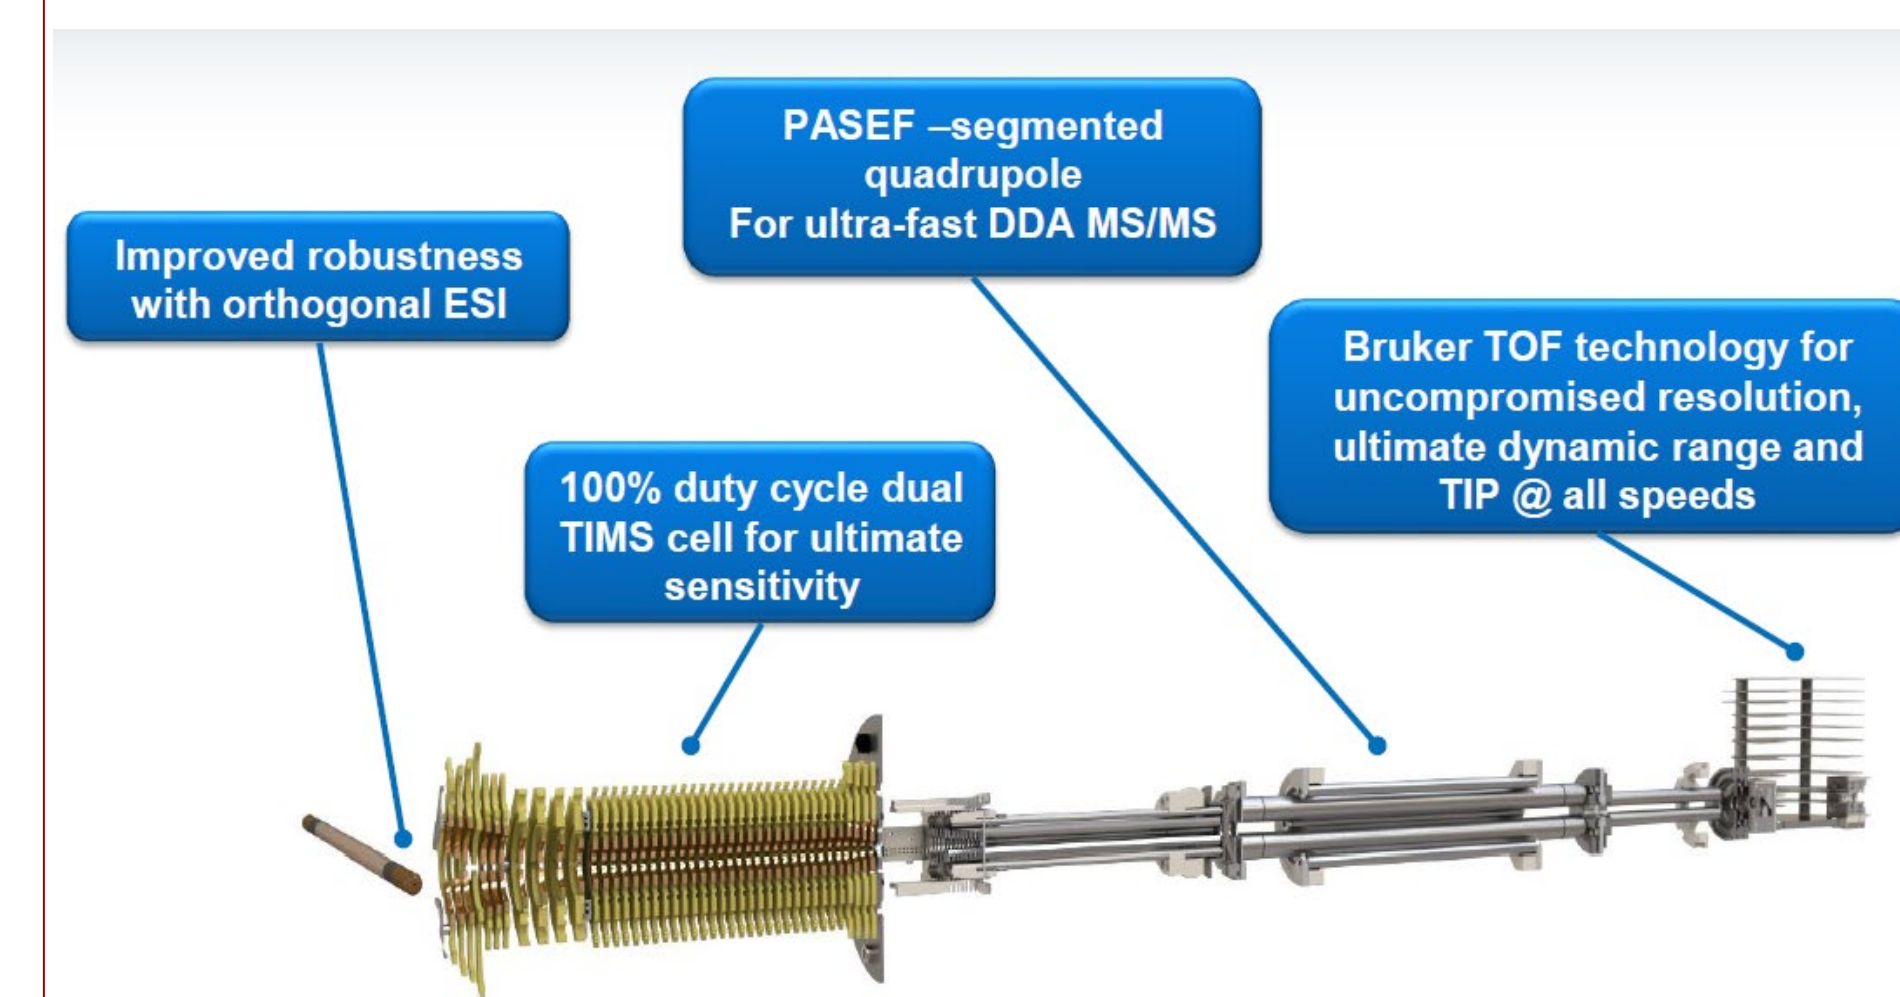 PASEF –segmented
quadrupole
For ultra-fast DDA MS/MS
Improved robustness
with orthogonal ESI
Bruker TOF technology for
uncompromised resolution,
ultimate dynamic range and
TIP @ all speeds
100% duty cycle dual
TIMS cell for ultimate
sensitivity